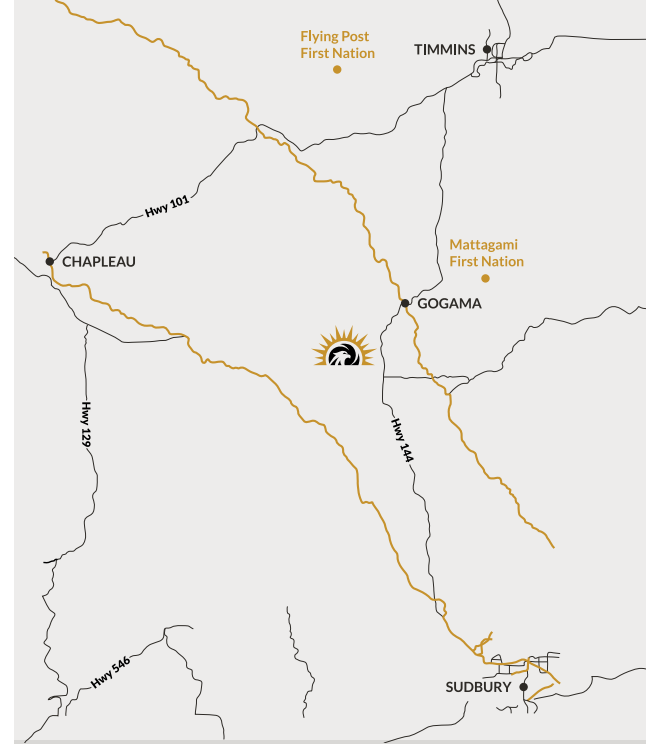 Flying Post
First Nation
TIMMINS
Hwy 101
Mattagami
First Nation
CHAPLEAU
GOGAMA
Hwy 129
Hwy 144
Hwy 546
SUDBURY